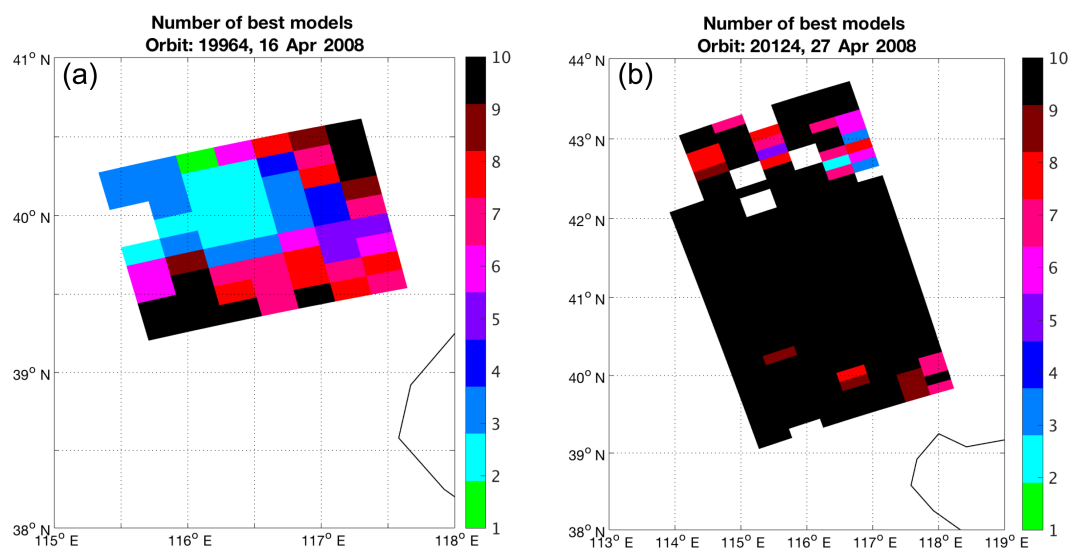 Number of best models
Orbit: 19964, 16 Apr 2008
(a)
41° N
40° N
39° N
38° N
115° E 116° E 117° E 118° E
10
9
8
7
6
5
4
3
2
1
Number of best models
Orbit: 20124, 27 Apr 2008
(b)
44° N
43° N
42° N
41° N
40° N
39° N
38° N
113° E 114° E 115° E 116° E 117° E 118° E 119° E
10
9
8
7
6
5
4
3
2
1